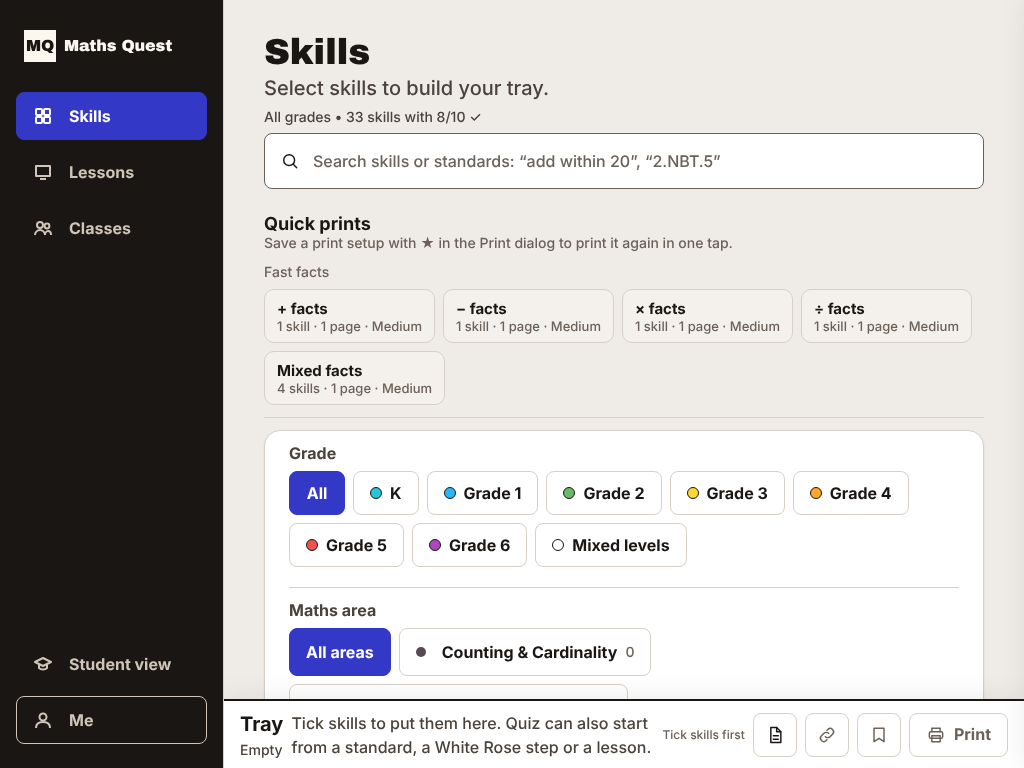 MQ Maths Quest
Skills
Lessons
Classes
Student view
Me
Skills
Select skills to build your tray.
All grades • 33 skills with 8/10 ✓
Search skills or standards: “add within 20”, “2.NBT.5”
Quick prints
Save a print setup with ★ in the Print dialog to print it again in one tap.
Fast facts
+ facts
1 skill · 1 page · Medium
− facts
1 skill · 1 page · Medium
× facts
1 skill · 1 page · Medium
÷ facts
1 skill · 1 page · Medium
Mixed facts
4 skills · 1 page · Medium
Grade
All K Grade 1 Grade 2 Grade 3 Grade 4
Grade 5 Grade 6 Mixed levels
Maths area
All areas Counting & Cardinality 0
Tray
Empty
Tick skills to put them here. Quiz can also start
from a standard, a White Rose step or a lesson.
Tick skills first
Print